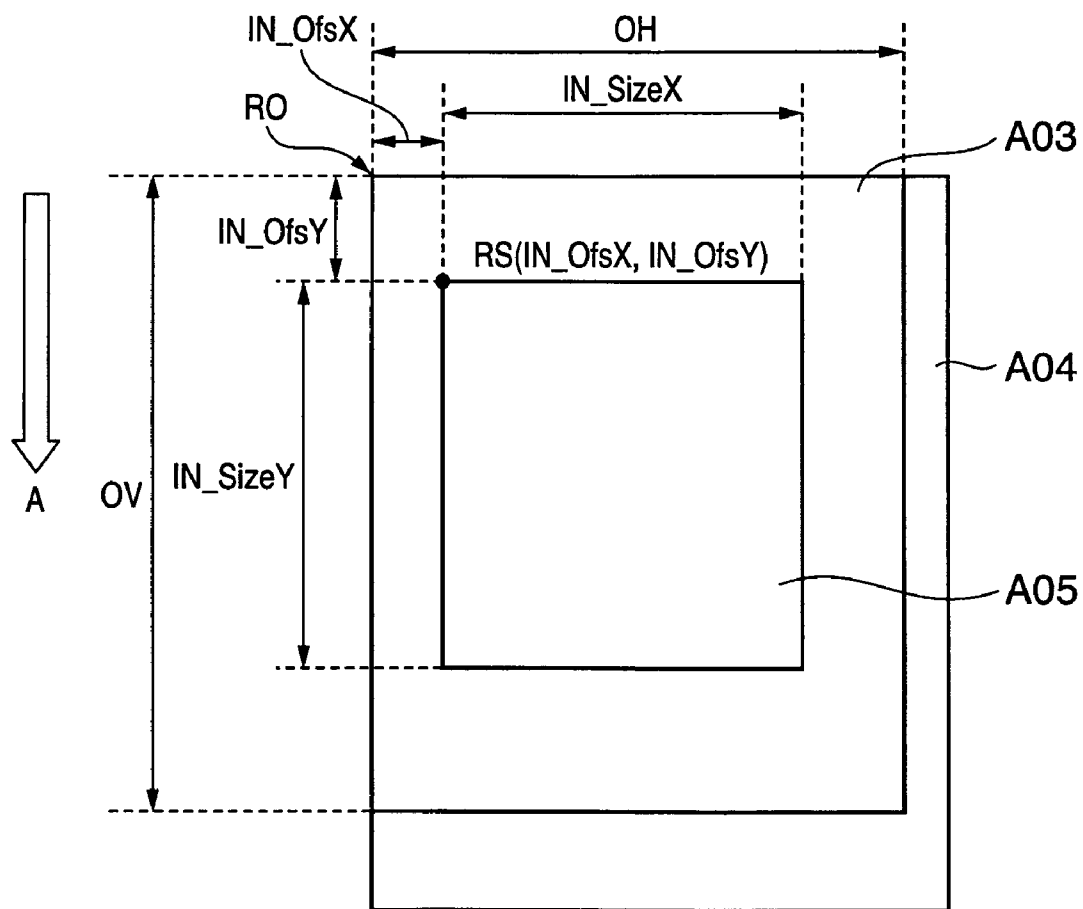 IN_OfsX
OH
IN_SizeX
RO
A03
IN_OfsY
RS(IN_OfsX, IN_OfsY)
A04
IN_SizeY
OV
A
A05